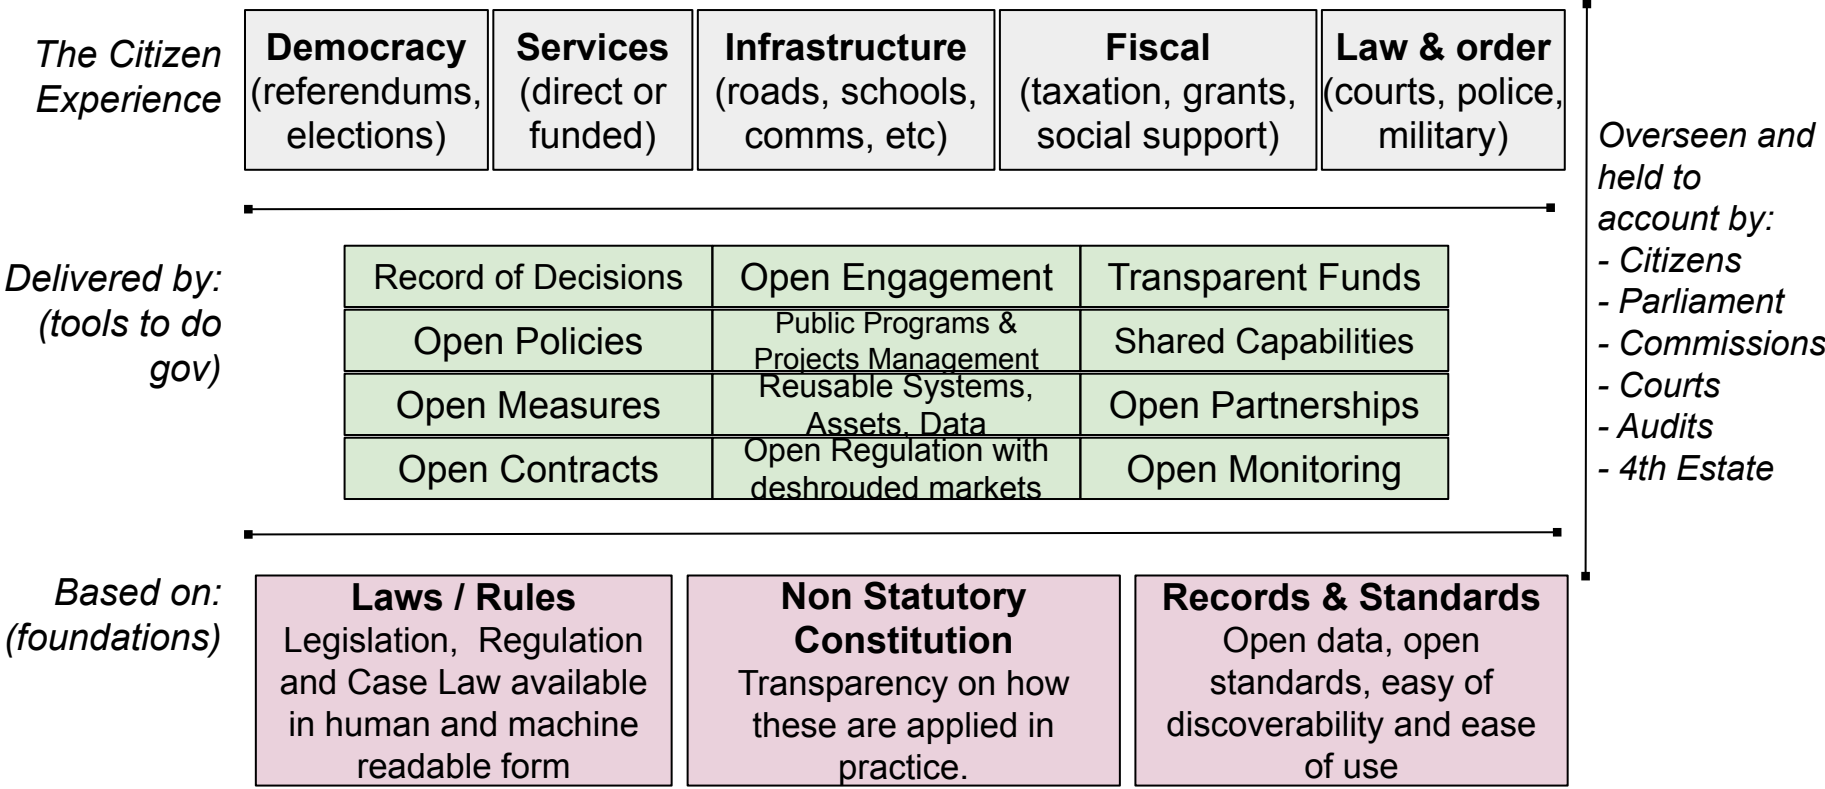 The Citizen
Experience
Democracy
(referendums,
elections)
Services
(direct or
funded)
Infrastructure
(roads, schools,
comms, etc)
Fiscal
(taxation, grants,
social support)
Law & order
(courts, police,
military)
Overseen and
held to
account by:
- Citizens
- Parliament
- Commissions
- Courts
- Audits
- 4th Estate
Delivered by:
(tools to do
gov)
Record of Decisions
Open Engagement
Transparent Funds
Open Policies
Public Programs &
Projects Management
Shared Capabilities
Open Measures
Reusable Systems,
Assets, Data
Open Partnerships
Open Contracts
Open Regulation with
deshrouded markets
Open Monitoring
Based on:
(foundations)
Laws / Rules
Legislation, Regulation
and Case Law available
in human and machine
readable form
Non Statutory
Constitution
Transparency on how
these are applied in
practice.
Records & Standards
Open data, open
standards, easy of
discoverability and ease
of use